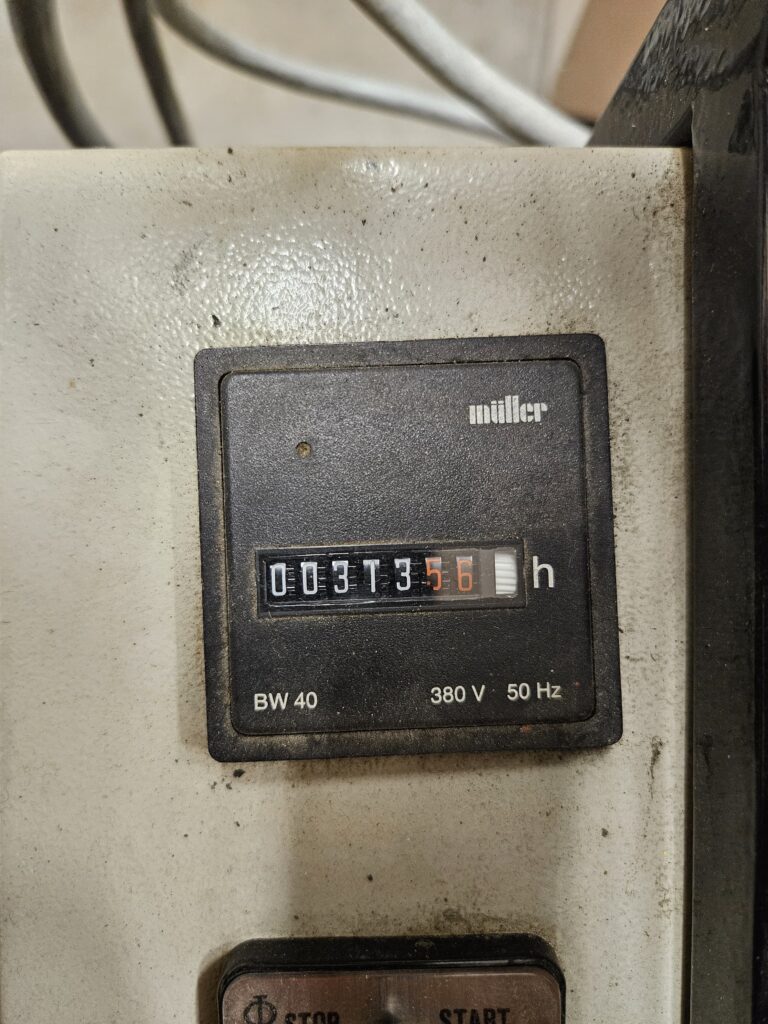 müller
0031356 h
BW 40 380 V 50 Hz
STOP START